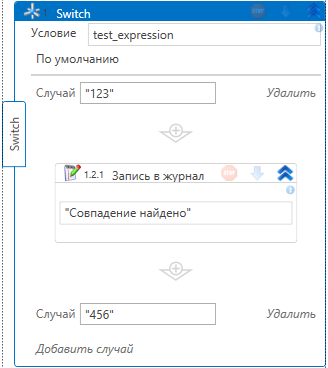 1 Switch
Условие test_expression
По умолчанию
Случай "123" Удалить
Switch
1.2.1 Запись в журнал
"Совпадение найдено"
Случай "456" Удалить
Добавить случай